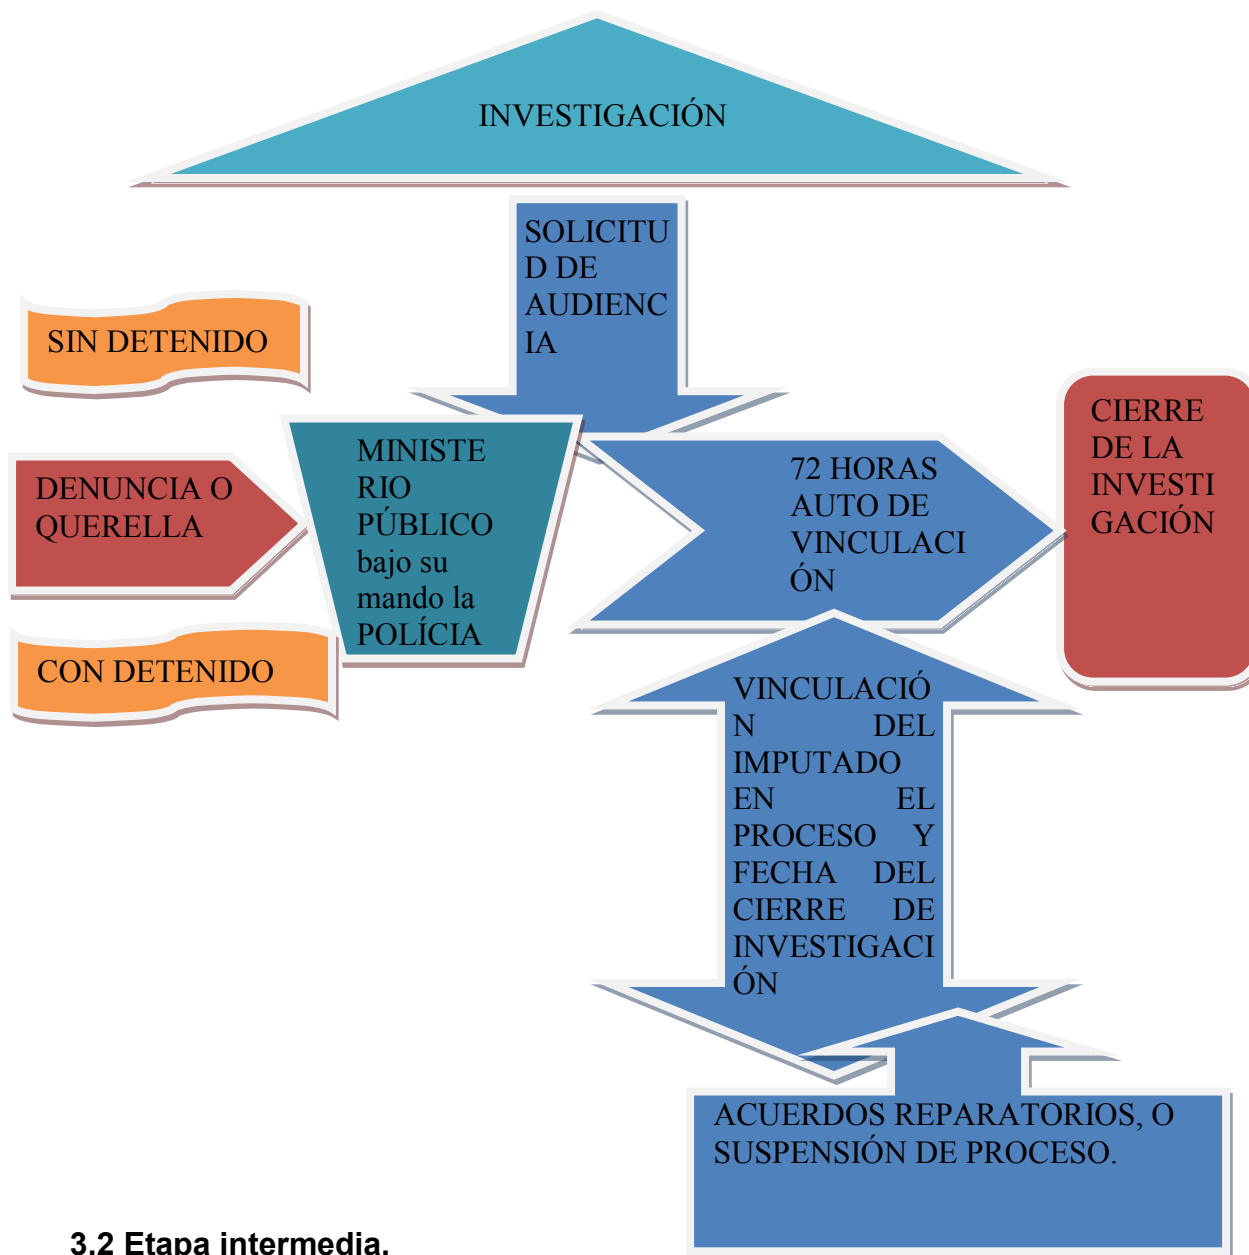 INVESTIGACIÓN
SOLICITU
D DE
AUDIENC
IA
SIN DETENIDO
DENUNCIA O
QUERELLA
CON DETENIDO
MINISTE
RIO
PÚBLICO
bajo su
mando la
POLÍCIA
72 HORAS
AUTO DE
VINCULACI
ÓN
CIERRE
DE LA
INVESTI
GACIÓN
VINCULACIÓ
N DEL
IMPUTADO
EN EL
PROCESO Y
FECHA DEL
CIERRE DE
INVESTIGACI
ÓN
ACUERDOS REPARATORIOS, O
SUSPENSIÓN DE PROCESO.
3.2 Etapa intermedia.